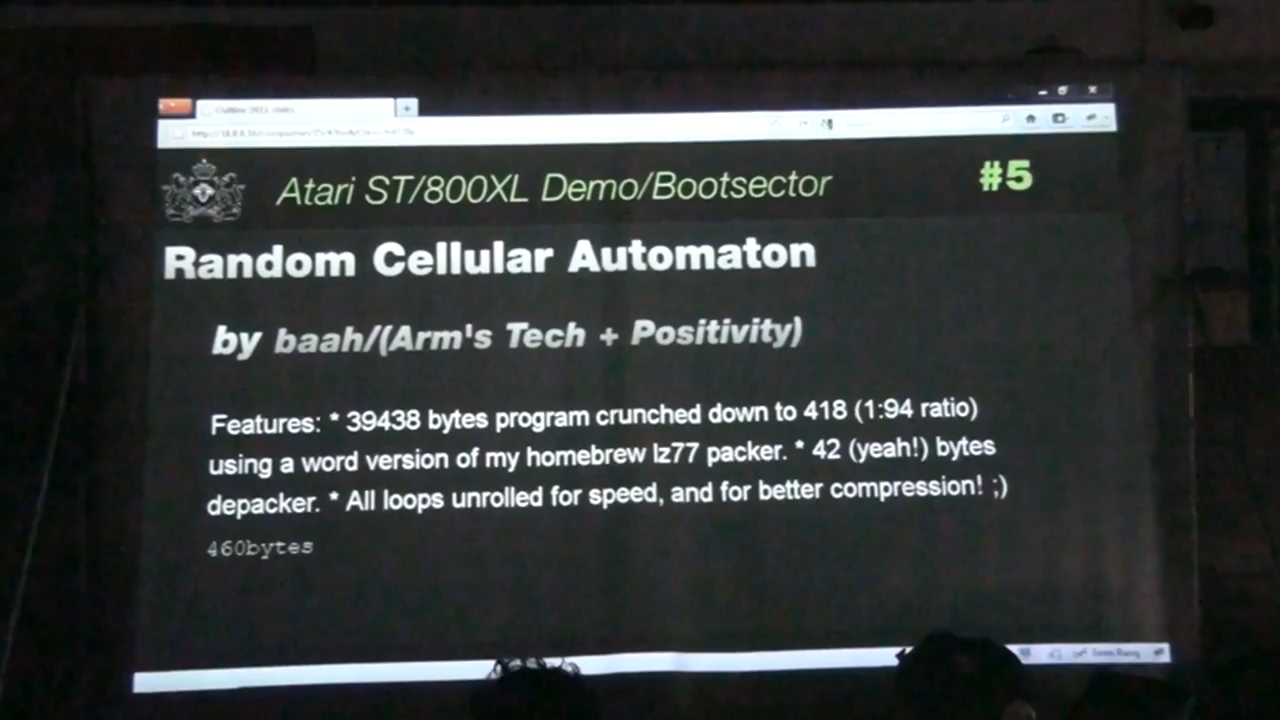 Atari ST/800XL Demo/Bootsector
#5
Random Cellular Automaton
by baah/(Arm's Tech + Positivity)
Features: * 39438 bytes program crunched down to 418 (1:94 ratio)
using a word version of my homebrew lz77 packer. * 42 (yeah!) bytes
depacker. * All loops unrolled for speed, and for better compression! ;)
460bytes